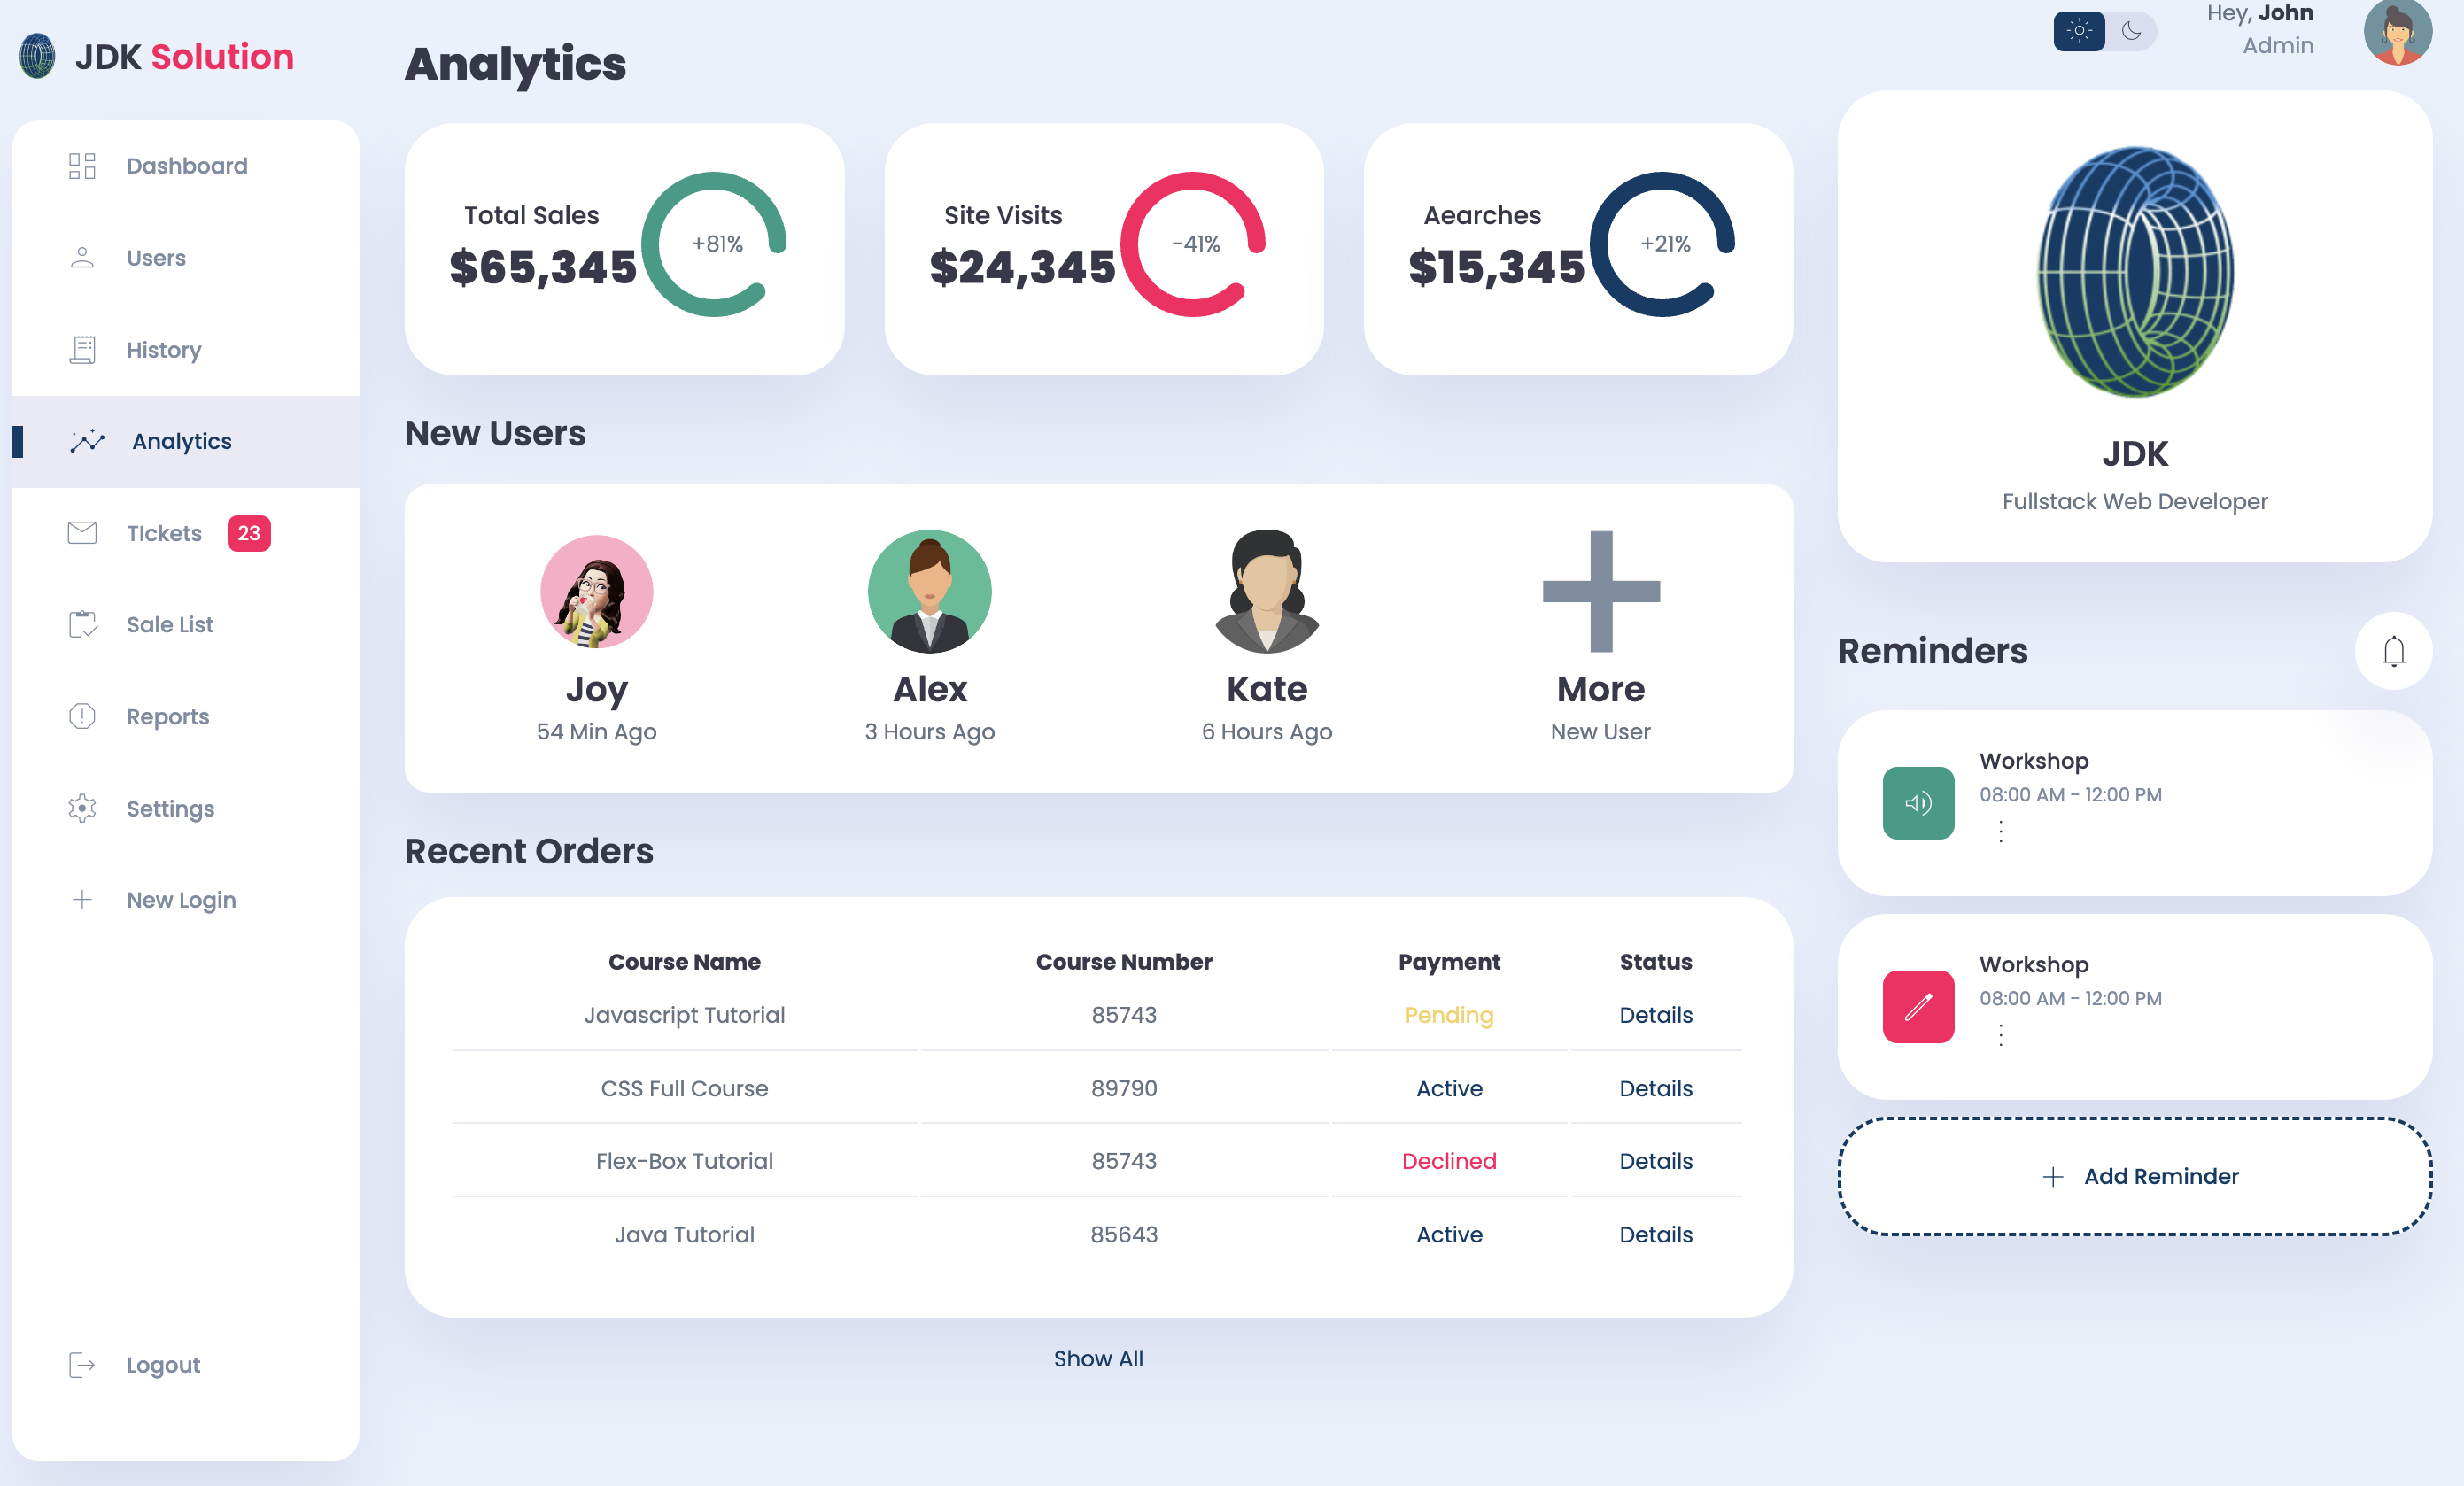 JDK Solution
Dashboard
Users
History
Analytics
TIckets 23
Sale List
Reports
Settings
New Login
Logout
Analytics
Total Sales
$65,345
+81%
Site Visits
$24,345
-41%
Aearches
$15,345
+21%
New Users
Joy
54 Min Ago
Alex
3 Hours Ago
Kate
6 Hours Ago
More
New User
Recent Orders
Course Name Course Number Payment Status
Javascript Tutorial 85743 Pending Details
CSS Full Course 89790 Active Details
Flex-Box Tutorial 85743 Declined Details
Java Tutorial 85643 Active Details
Show All
Hey, John
Admin
JDK
Fullstack Web Developer
Reminders
Workshop
08:00 AM - 12:00 PM
Workshop
08:00 AM - 12:00 PM
Add Reminder